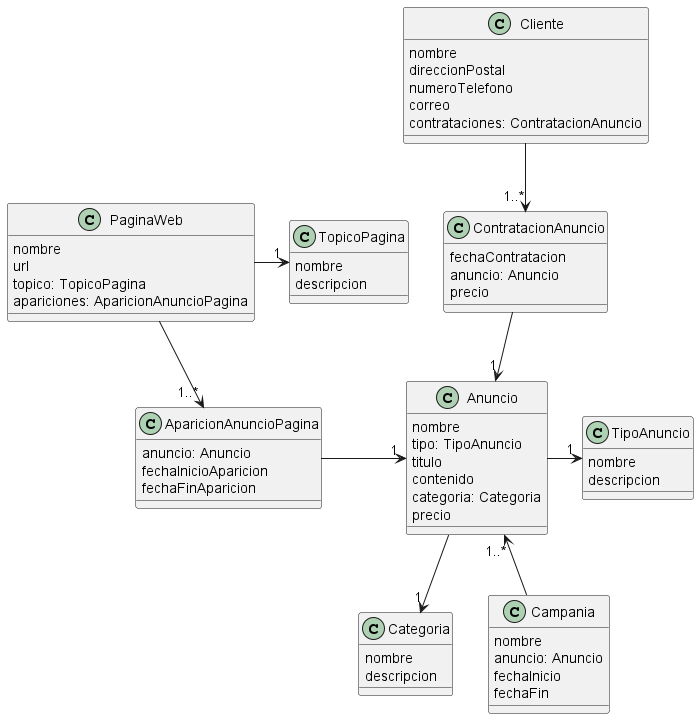 C Cliente
nombre
direccionPostal
numeroTelefono
correo
contrataciones: ContratacionAnuncio
1..*
C PaginaWeb
nombre
url
topico: TopicoPagina
apariciones: AparicionAnuncioPagina
1
C TopicoPagina
nombre
descripcion
C ContratacionAnuncio
fechaContratacion
anuncio: Anuncio
precio
1
1..*
C AparicionAnuncioPagina
anuncio: Anuncio
fechaInicioAparicion
fechaFinAparicion
1
C Anuncio
nombre
tipo: TipoAnuncio
titulo
contenido
categoria: Categoria
precio
1
C TipoAnuncio
nombre
descripcion
1..*
1
C Categoria
nombre
descripcion
C Campania
nombre
anuncio: Anuncio
fechaInicio
fechaFin